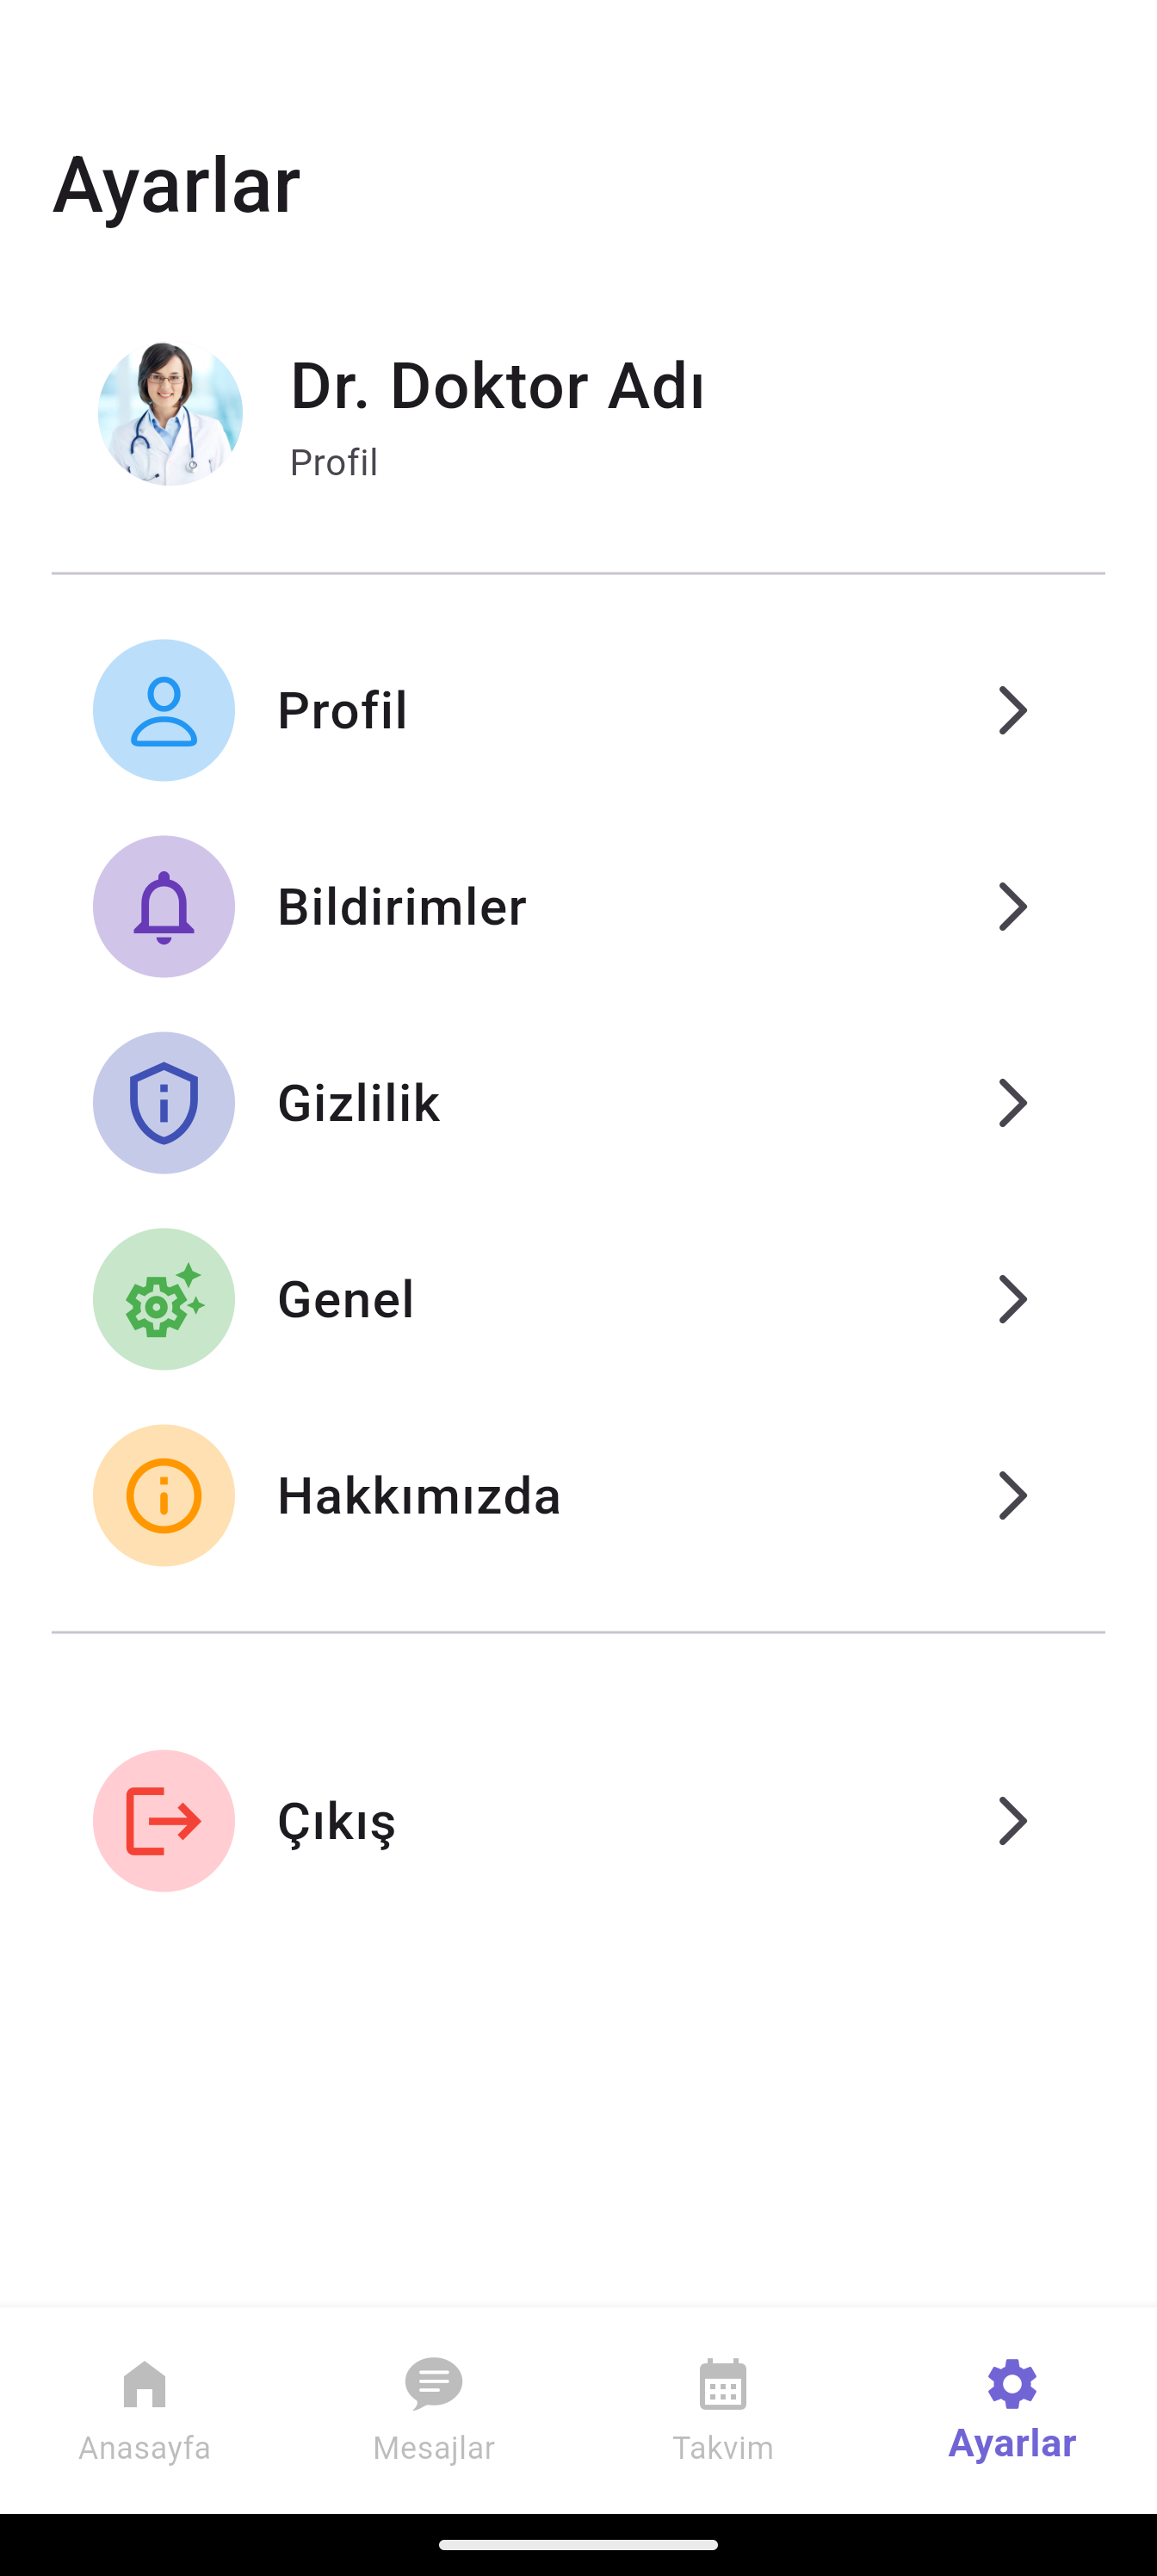 Ayarlar
Dr. Doktor Adı
Profil
Profil
Bildirimler
Gizlilik
Genel
Hakkımızda
Çıkış
Anasayfa
Mesajlar
Takvim
Ayarlar